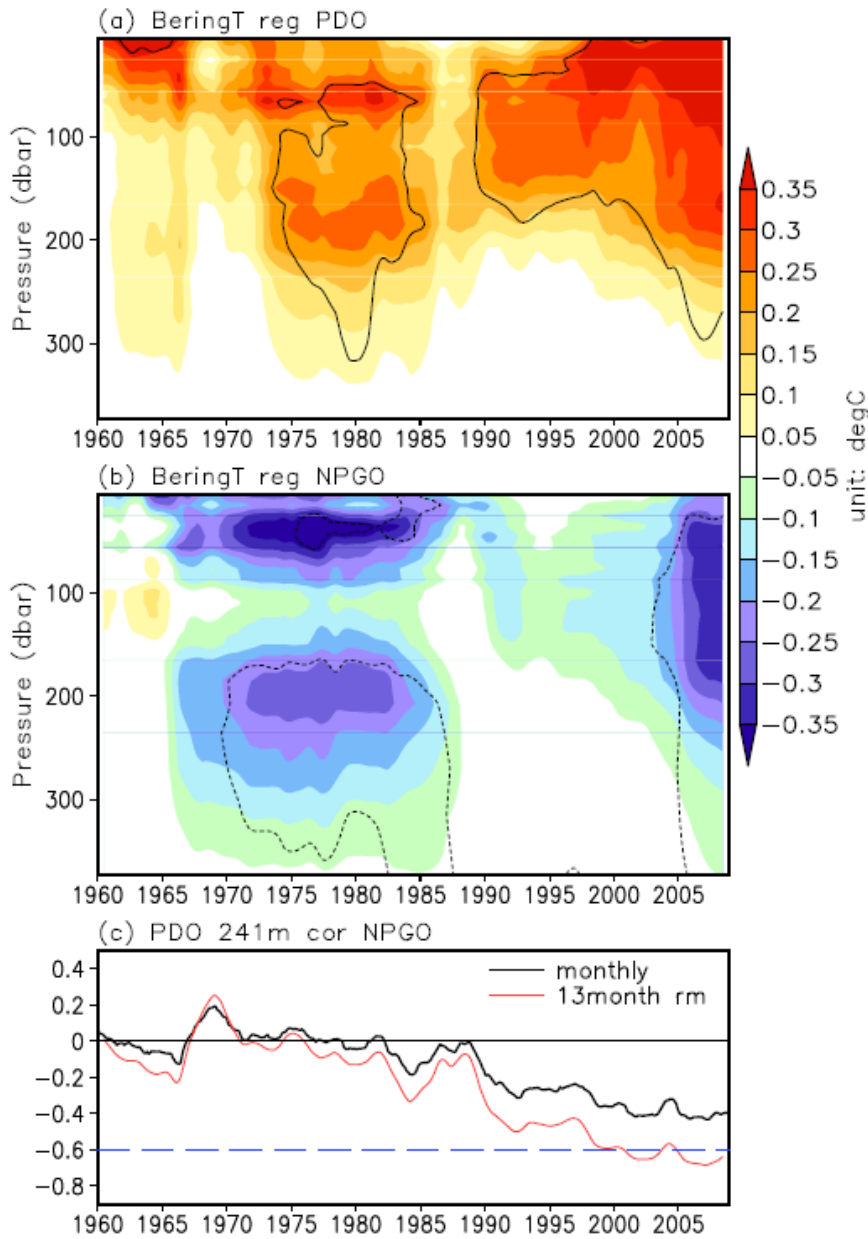 (a) BeringT reg PDO
Pressure (dbar)
100
200
300
1960 1965 1970 1975 1980 1985 1990 1995 2000 2005
(b) BeringT reg NPGO
Pressure (dbar)
100
200
300
1960 1965 1970 1975 1980 1985 1990 1995 2000 2005
0.35
0.3
0.25
0.2
0.15
0.1
0.05
−0.05
−0.1
−0.15
−0.2
−0.25
−0.3
−0.35
unit: degC
(c) PDO 241m cor NPGO
monthly
13month rm
0.4
0.2
0
−0.2
−0.4
−0.6
−0.8
1960 1965 1970 1975 1980 1985 1990 1995 2000 2005